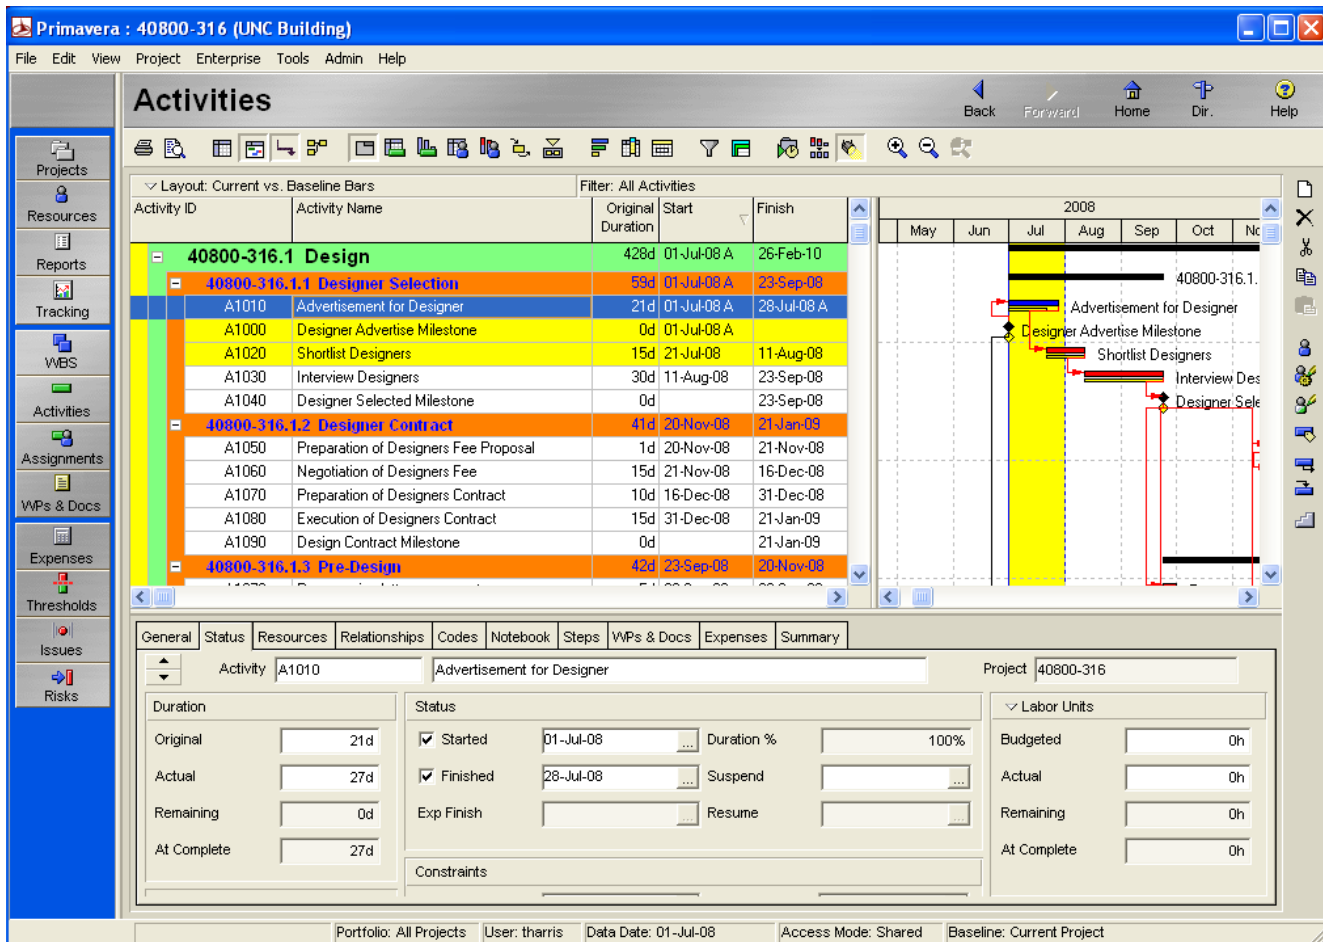 Primavera : 40800-316 (UNC Building)
File Edit View Project Enterprise Tools Admin Help
Activities
Back Forward Home Dir. Help
Projects
Resources
Reports
Tracking
WBS
Activities
Assignments
WPs & Docs
Expenses
Thresholds
Issues
Risks
Layout: Current vs. Baseline Bars Filter: All Activities
Activity ID Activity Name Original Duration Start Finish
2008
May Jun Jul Aug Sep Oct
40800-316.1 Design 428d 01-Jul-08 A 26-Feb-10
40800-316.1.1 Designer Selection 59d 01-Jul-08 A 23-Sep-08 40800-316.1.
A1010 Advertisement for Designer 21d 01-Jul-08 A 28-Jul-08 A Advertisement for Designer
A1000 Designer Advertise Milestone 0d 01-Jul-08 A Designer Advertise Milestone
A1020 Shortlist Designers 15d 21-Jul-08 11-Aug-08 Shortlist Designers
A1030 Interview Designers 30d 11-Aug-08 23-Sep-08 Interview Des
A1040 Designer Selected Milestone 0d 23-Sep-08 Designer Sele
40800-316.1.2 Designer Contract 41d 20-Nov-08 21-Jan-09
A1050 Preparation of Designers Fee Proposal 1d 20-Nov-08 21-Nov-08
A1060 Negotiation of Designers Fee 15d 21-Nov-08 16-Dec-08
A1070 Preparation of Designers Contract 10d 16-Dec-08 31-Dec-08
A1080 Execution of Designers Contract 15d 31-Dec-08 21-Jan-09
A1090 Design Contract Milestone 0d 21-Jan-09
40800-316.1.3 Pre-Design 42d 23-Sep-08 20-Nov-08
General Status Resources Relationships Codes Notebook Steps WPs & Docs Expenses Summary
Activity A1010 Advertisement for Designer Project 40800-316
Duration Status Labor Units
Original 21d Started 01-Jul-08 ... Duration % 100% Budgeted 0h
Actual 27d Finished 28-Jul-08 ... Suspend ... Actual 0h
Remaining 0d Exp Finish ... Resume ... Remaining 0h
At Complete 27d At Complete 0h
Constraints
Portfolio: All Projects User: tharris Data Date: 01-Jul-08 Access Mode: Shared Baseline: Current Project